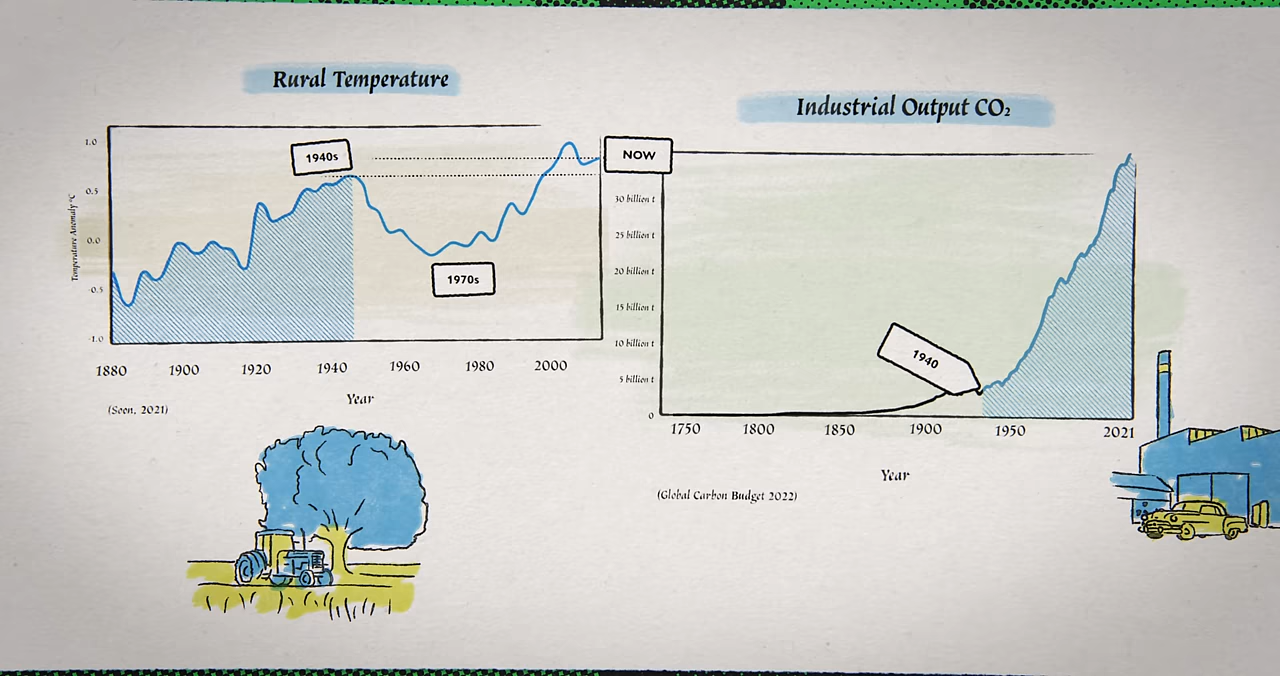 Rural Temperature
1.0
0.5
0.0
-0.5
-1.0
Temperature Anomaly °C
1940s
1970s
1880 1900 1920 1940 1960 1980 2000
Year
(Soon, 2021)
Industrial Output CO₂
NOW
30 billion t
25 billion t
20 billion t
15 billion t
10 billion t
5 billion t
0
1940
1750 1800 1850 1900 1950 2021
Year
(Global Carbon Budget 2022)